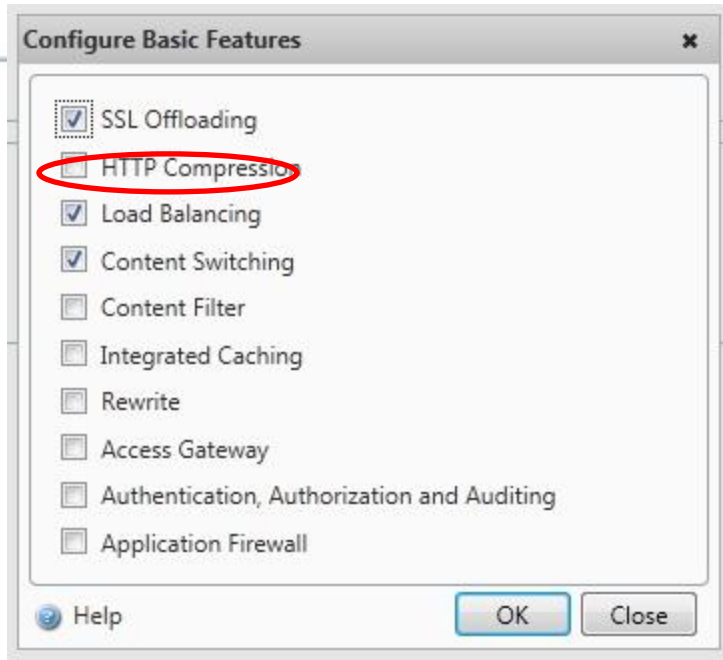 Configure Basic Features
SSL Offloading
HTTP Compression
Load Balancing
Content Switching
Content Filter
Integrated Caching
Rewrite
Access Gateway
Authentication, Authorization and Auditing
Application Firewall
Help OK Close